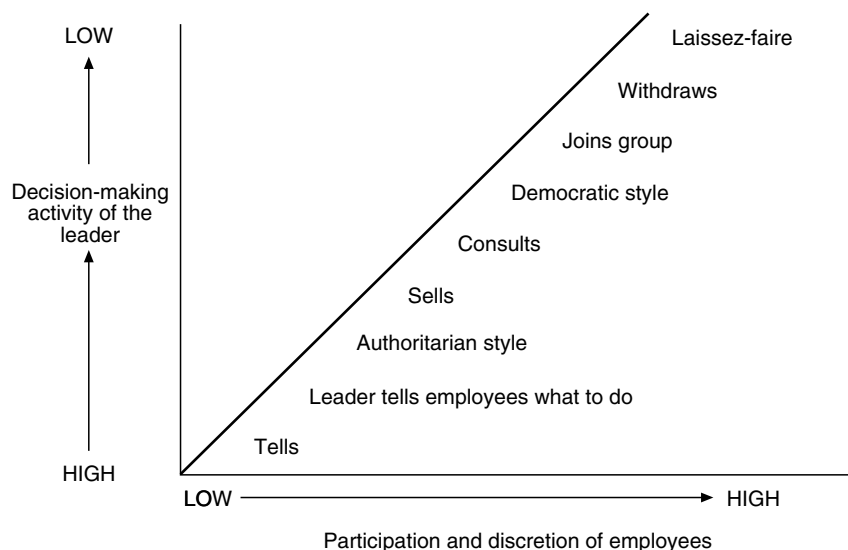 LOW
Laissez-faire
Withdraws
Joins group
Decision-making
activity of the
leader
Democratic style
Consults
Sells
Authoritarian style
Leader tells employees what to do
Tells
HIGH
LOW
HIGH
Participation and discretion of employees